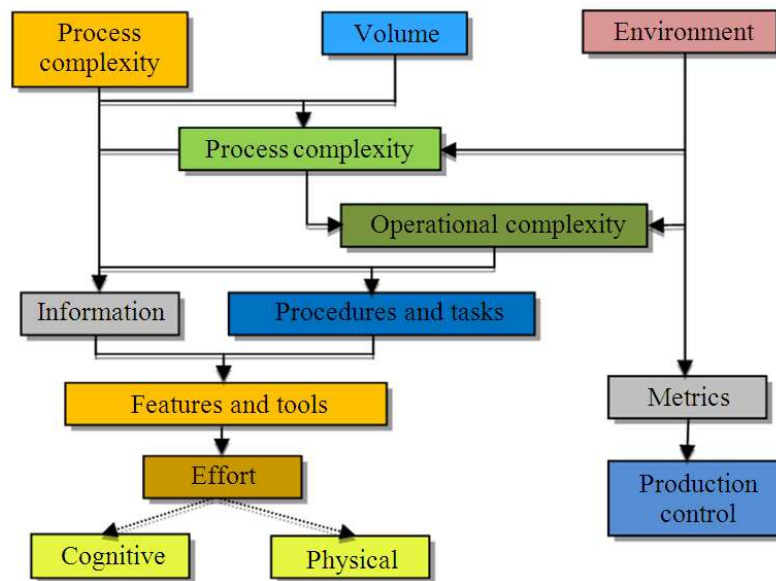 Process
complexity
Volume
Environment
Process complexity
Operational complexity
Information
Procedures and tasks
Features and tools
Metrics
Effort
Production
control
Cognitive
Physical